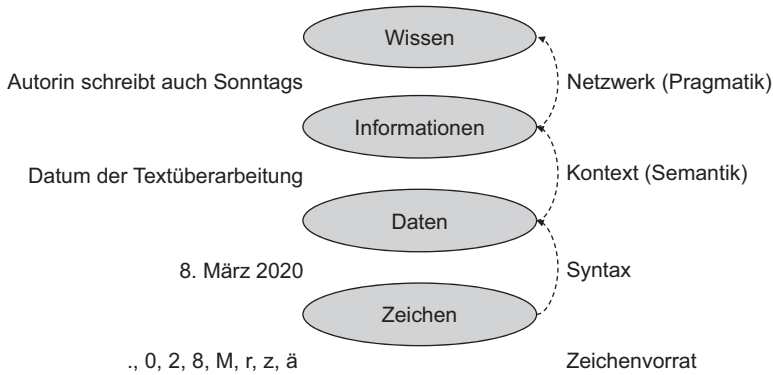 Wissen
Autorin schreibt auch Sonntags
Netzwerk (Pragmatik)
Informationen
Datum der Textüberarbeitung
Kontext (Semantik)
Daten
8. März 2020
Syntax
Zeichen
., 0, 2, 8, M, r, z, ä
Zeichenvorrat